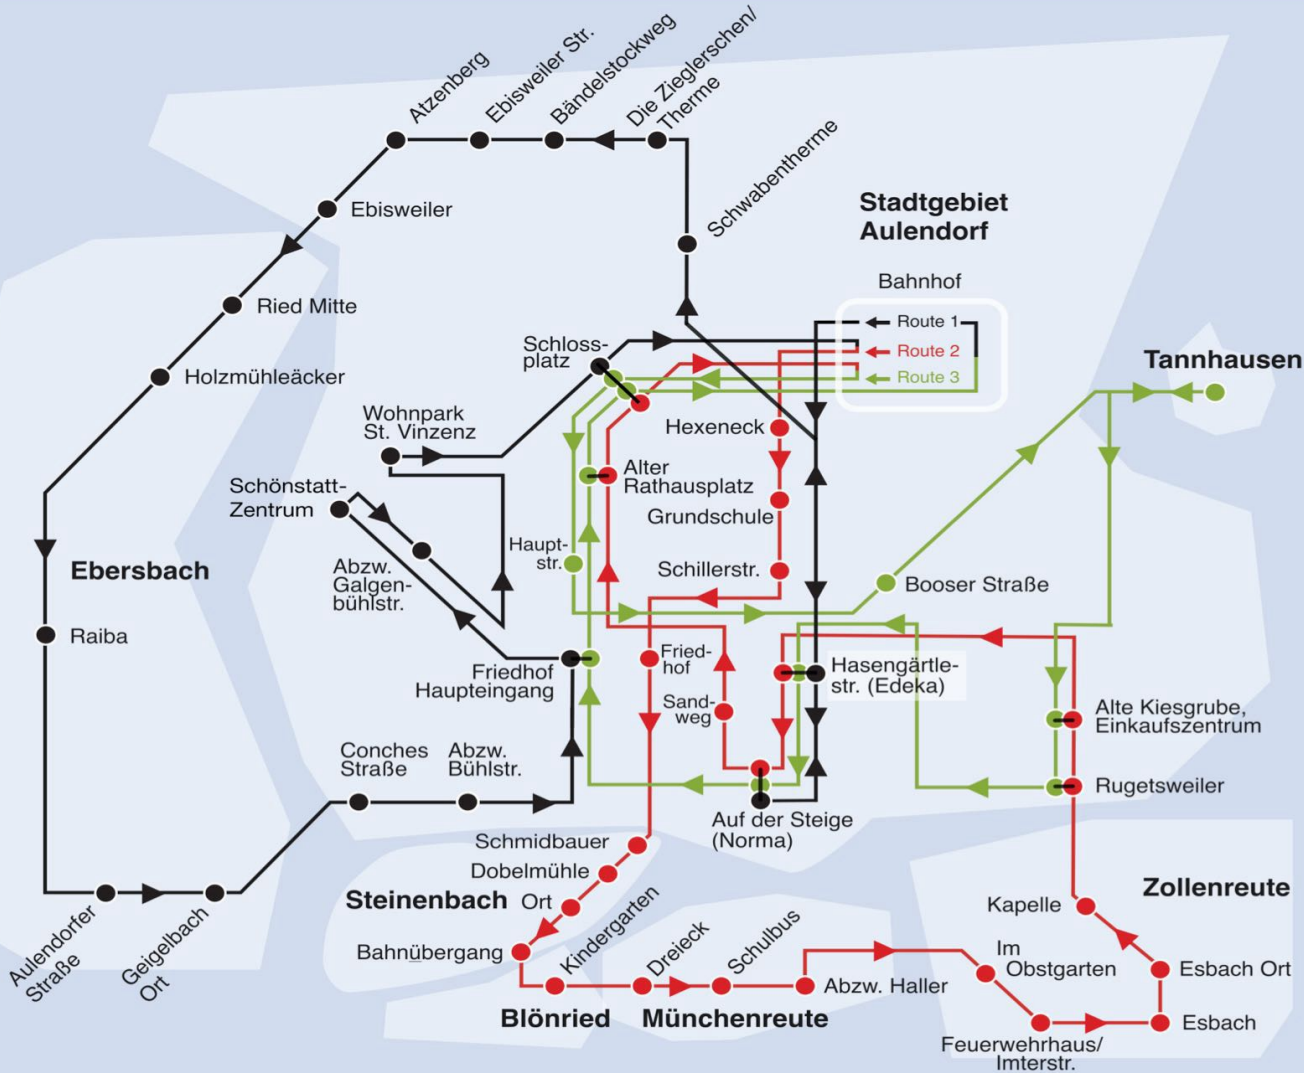 Atzenberg
Ebisweiler Str.
Bändelstockweg
Die Zieglerschen/
Therme
Schwabentherme
Ebisweiler
Stadtgebiet
Aulendorf
Bahnhof
Route 1
Route 2
Route 3
Ried Mitte
Schloss-
platz
Tannhausen
Holzmühleäcker
Wohnpark
St. Vinzenz
Hexeneck
Alter
Rathausplatz
Schönstatt-
Zentrum
Grundschule
Haupt-
str.
Abzw.
Galgen-
bühlstr.
Schillerstr.
Ebersbach
Booser Straße
Raiba
Friedhof
Haupteingang
Fried-
hof
Hasengärtle-
str. (Edeka)
Sand-
weg
Alte Kiesgrube,
Einkaufszentrum
Conches
Straße
Abzw.
Bühlstr.
Rugetsweiler
Auf der Steige
(Norma)
Schmidbauer
Dobelmühle
Steinenbach
Ort
Zollenreute
Aulendorfer
Straße
Geigelbach
Ort
Bahnübergang
Kindergarten
Dreieck
Schulbus
Kapelle
Im
Obstgarten
Esbach Ort
Abzw. Haller
Blönried
Münchenreute
Esbach
Feuerwehrhaus/
Imterstr.